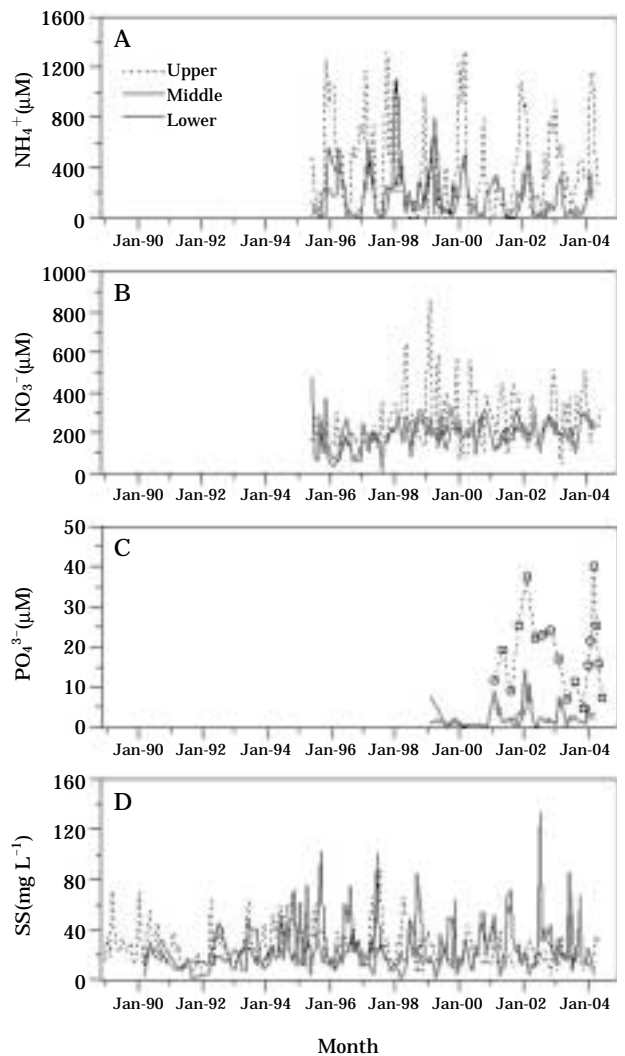 A
1600
1200
800
400
0
NH₄⁺(μM)
Upper
Middle
Lower
Jan-90 Jan-92 Jan-94 Jan-96 Jan-98 Jan-00 Jan-02 Jan-04
B
1000
800
600
400
200
0
NO₃⁻(μM)
Jan-90 Jan-92 Jan-94 Jan-96 Jan-98 Jan-00 Jan-02 Jan-04
C
50
40
30
20
10
0
PO₄³⁻(μM)
Jan-90 Jan-92 Jan-94 Jan-96 Jan-98 Jan-00 Jan-02 Jan-04
D
160
120
80
40
0
SS(mg L⁻¹)
Jan-90 Jan-92 Jan-94 Jan-96 Jan-98 Jan-00 Jan-02 Jan-04
Month